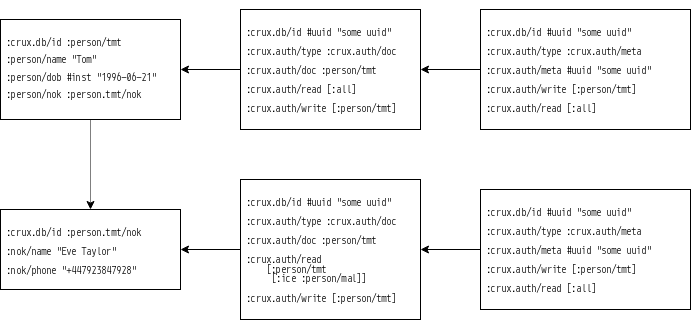 :crux.db/id :person/tmt
:person/name "Tom"
:person/dob #inst "1996-06-21"
:person/nok :person.tmt/nok
:crux.db/id #uuid "some uuid"
:crux.auth/type :crux.auth/doc
:crux.auth/doc :person/tmt
:crux.auth/read [:all]
:crux.auth/write [:person/tmt]
:crux.db/id #uuid "some uuid"
:crux.auth/type :crux.auth/meta
:crux.auth/meta #uuid "some uuid"
:crux.auth/write [:person/tmt]
:crux.auth/read [:all]
:crux.db/id :person.tmt/nok
:nok/name "Eve Taylor"
:nok/phone "+447923847928"
:crux.db/id #uuid "some uuid"
:crux.auth/type :crux.auth/doc
:crux.auth/doc :person/tmt
:crux.auth/read
[:person/tmt
[:ice :person/mal]]
:crux.auth/write [:person/tmt]
:crux.db/id #uuid "some uuid"
:crux.auth/type :crux.auth/meta
:crux.auth/meta #uuid "some uuid"
:crux.auth/write [:person/tmt]
:crux.auth/read [:all]